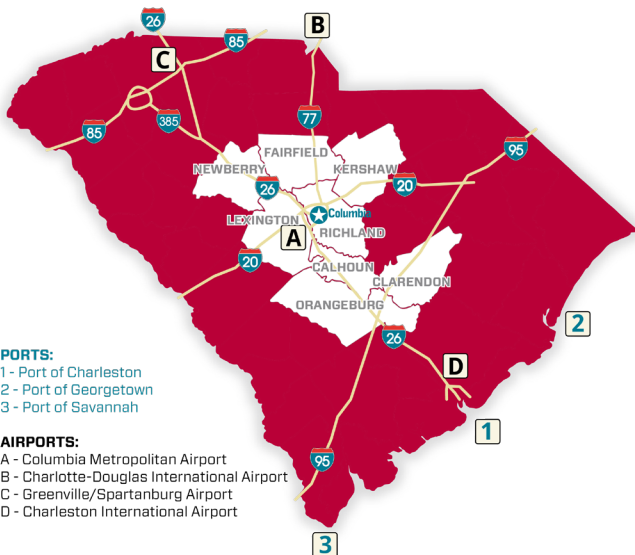 26
B
85
C
85
385
77
95
FAIRFIELD
NEWBERRY
KERSHAW
26
20
Columbia
LEXINGTON
A
RICHLAND
20
CALHOUN
CLARENDON
ORANGEBURG
2
26
D
1
95
3
PORTS:
1 - Port of Charleston
2 - Port of Georgetown
3 - Port of Savannah
AIRPORTS:
A - Columbia Metropolitan Airport
B - Charlotte-Douglas International Airport
C - Greenville/Spartanburg Airport
D - Charleston International Airport